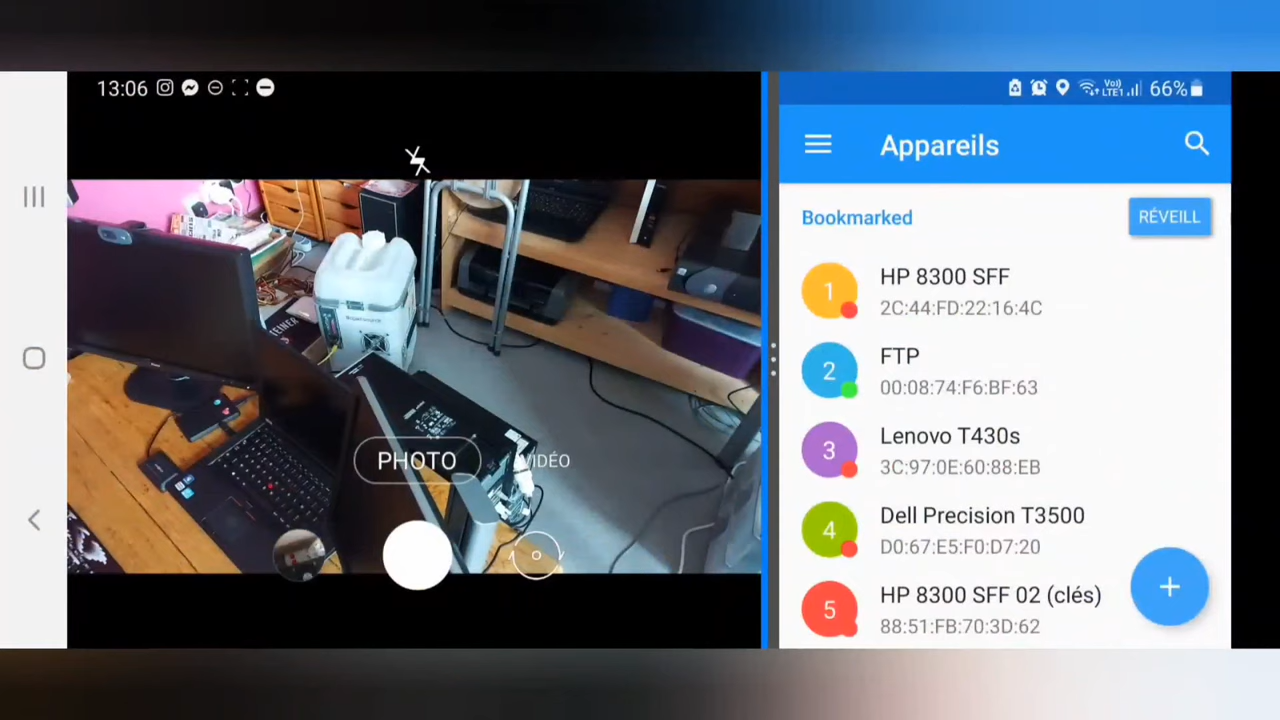 13:06
PHOTO
VIDÉO
66%
Appareils
Bookmarked
RÉVEILL
1
HP 8300 SFF
2C:44:FD:22:16:4C
2
FTP
00:08:74:F6:BF:63
3
Lenovo T430s
3C:97:0E:60:88:EB
4
Dell Precision T3500
D0:67:E5:F0:D7:20
5
HP 8300 SFF 02 (clés)
88:51:FB:70:3D:62